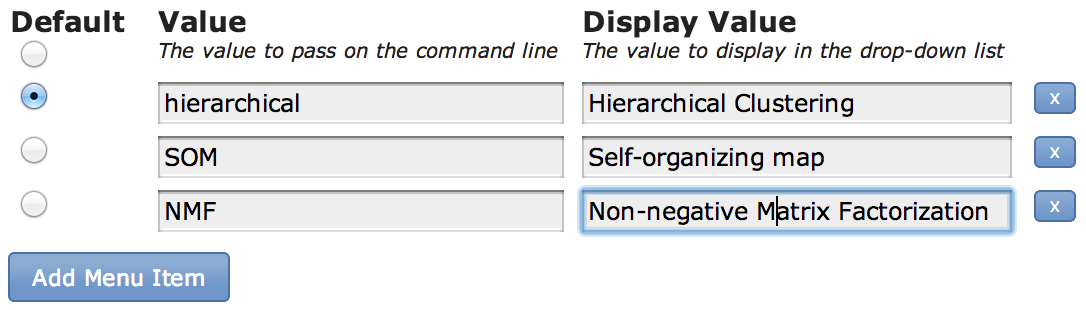 Default Value Display Value
The value to pass on the command line The value to display in the drop-down list
hierarchical Hierarchical Clustering x
SOM Self-organizing map x
NMF Non-negative Matrix Factorization x
Add Menu Item